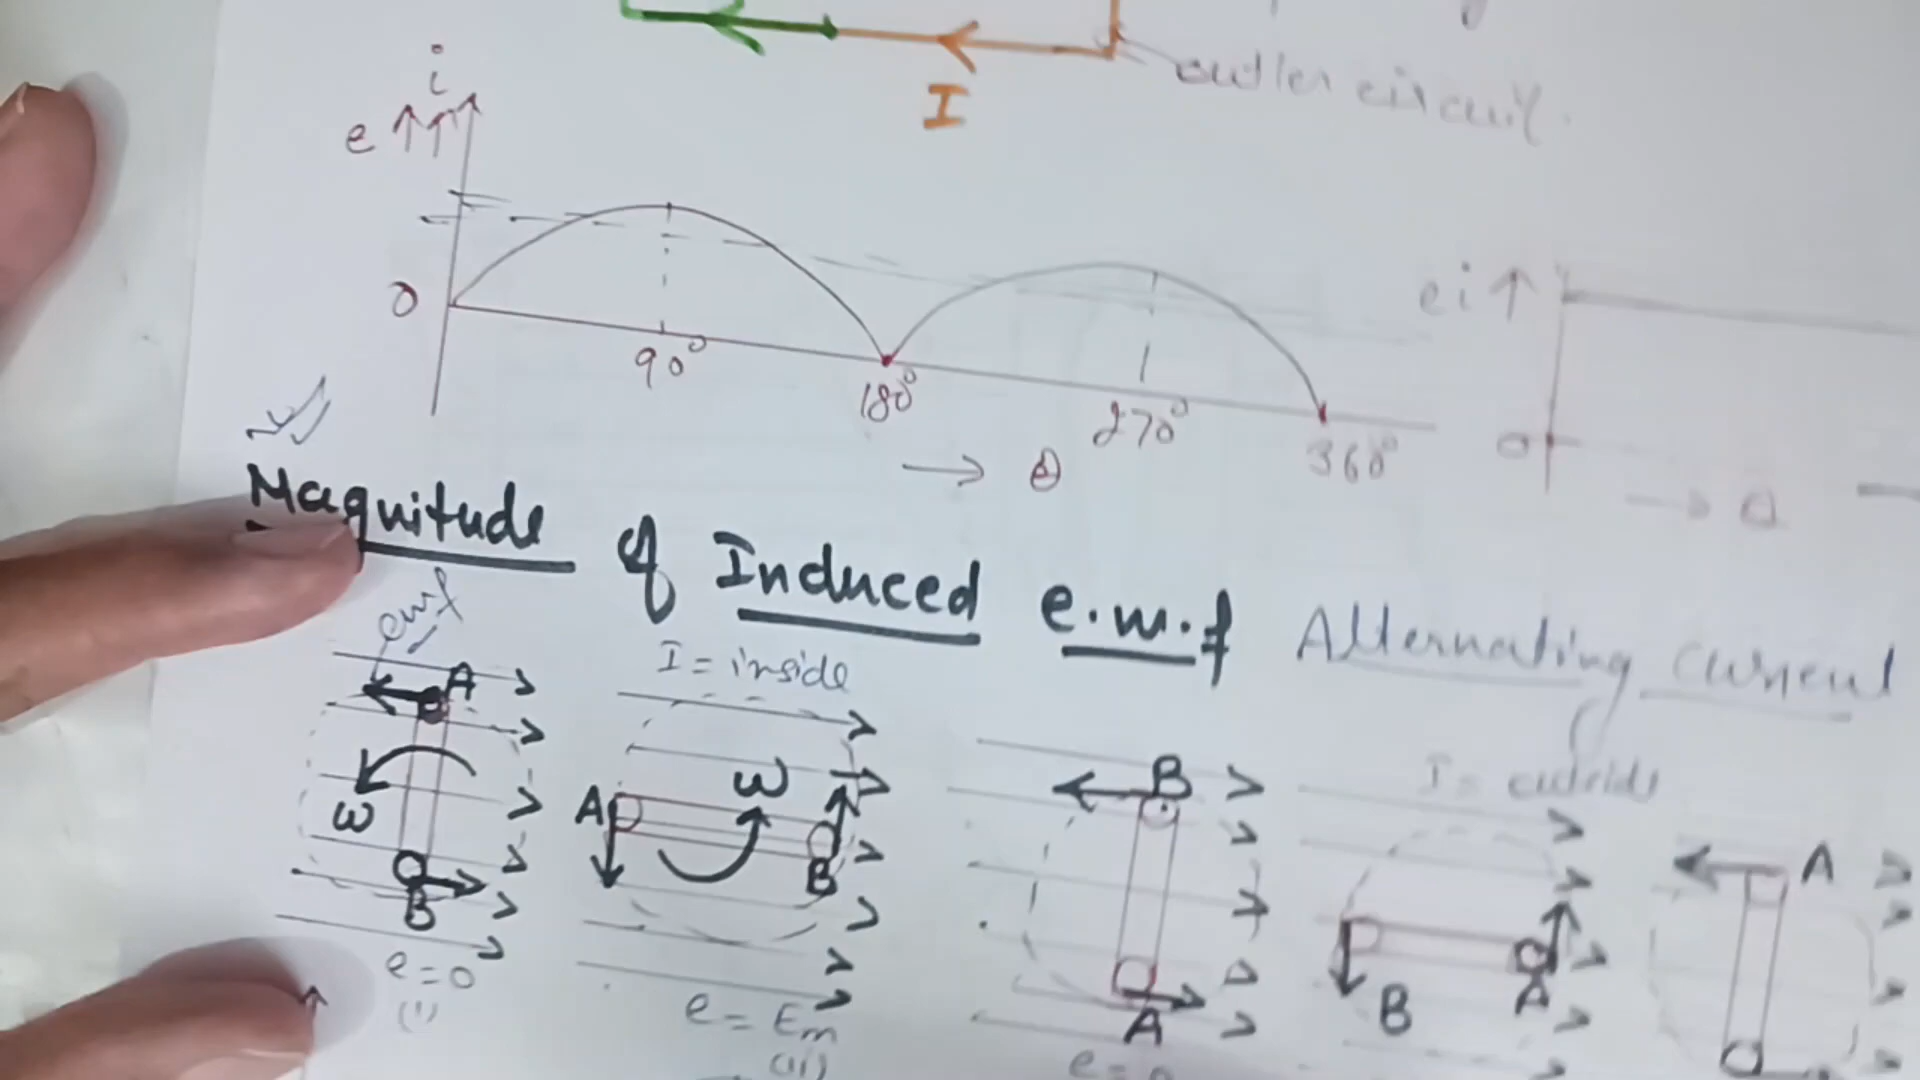 outler circuit.
I
i
e
0
90°
180°
270°
360°
→ θ
ei ↑
0
→ θ
Magnitude of Induced e.m.f
Alternating current
emf
I = inside
I = outside
A
ω
B
e = 0
(i)
A
ω
B
e = Em
(ii)
B
A
B
A
A